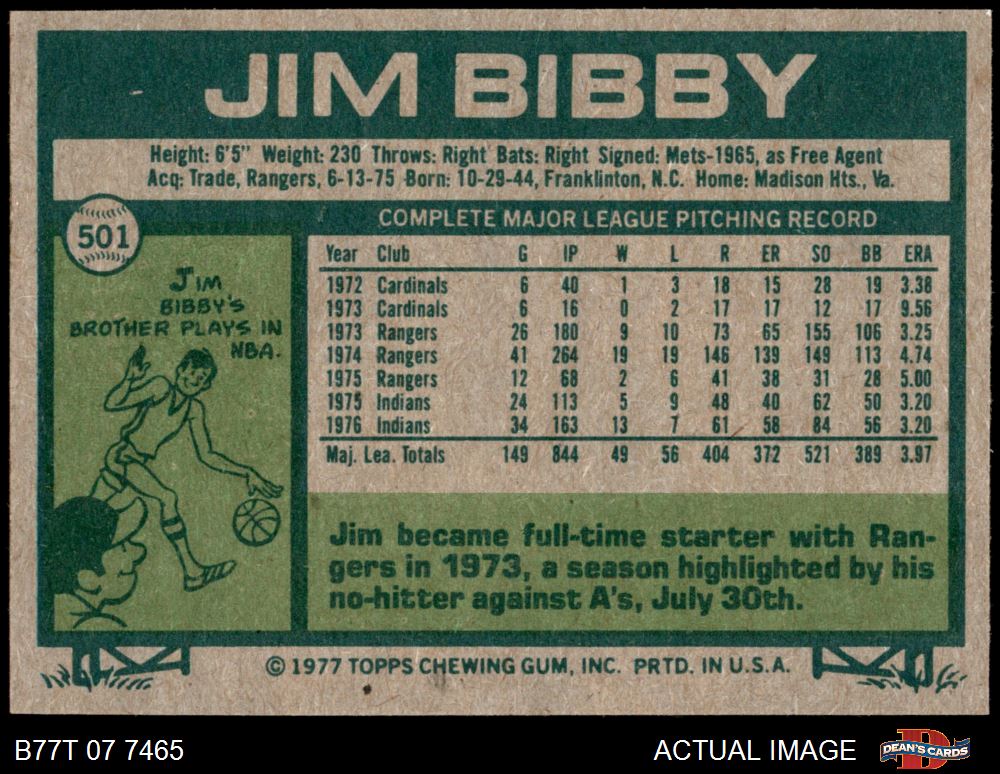 JIM BIBBY
Height: 6'5" Weight: 230 Throws: Right Bats: Right Signed: Mets-1965, as Free Agent
Acq: Trade, Rangers, 6-13-75 Born: 10-29-44, Franklinton, N.C. Home: Madison Hts., Va.
501
JIM
BIBBY'S
BROTHER PLAYS IN
NBA.
COMPLETE MAJOR LEAGUE PITCHING RECORD
Year Club G IP W L R ER SO BB ERA
1972 Cardinals 6 40 1 3 18 15 28 19 3.38
1973 Cardinals 6 16 0 2 17 17 12 17 9.56
1973 Rangers 26 180 9 10 73 65 155 106 3.25
1974 Rangers 41 264 19 19 146 139 149 113 4.74
1975 Rangers 12 68 2 6 41 38 31 28 5.00
1975 Indians 24 113 5 9 48 40 62 50 3.20
1976 Indians 34 163 13 7 61 58 84 56 3.20
Maj. Lea. Totals 149 844 49 56 404 372 521 389 3.97
Jim became full-time starter with Ran-
gers in 1973, a season highlighted by his
no-hitter against A's, July 30th.
© 1977 TOPPS CHEWING GUM, INC. PRTD. IN U.S.A.
B77T 07 7465
ACTUAL IMAGE
DEAN'S CARDS